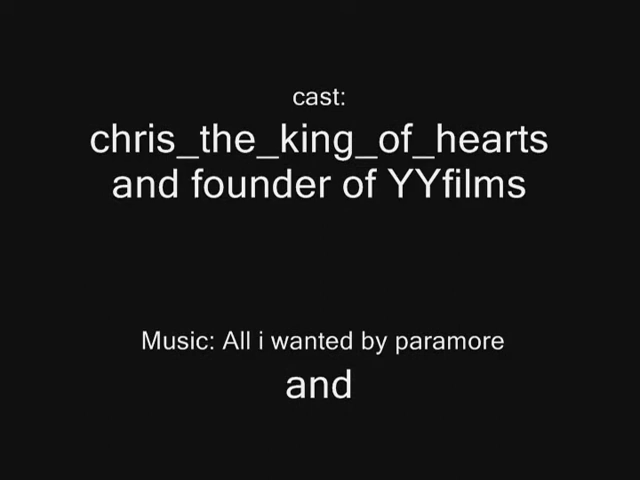 cast:
chris_the_king_of_hearts
and founder of YYfilms
Music: All i wanted by paramore
and